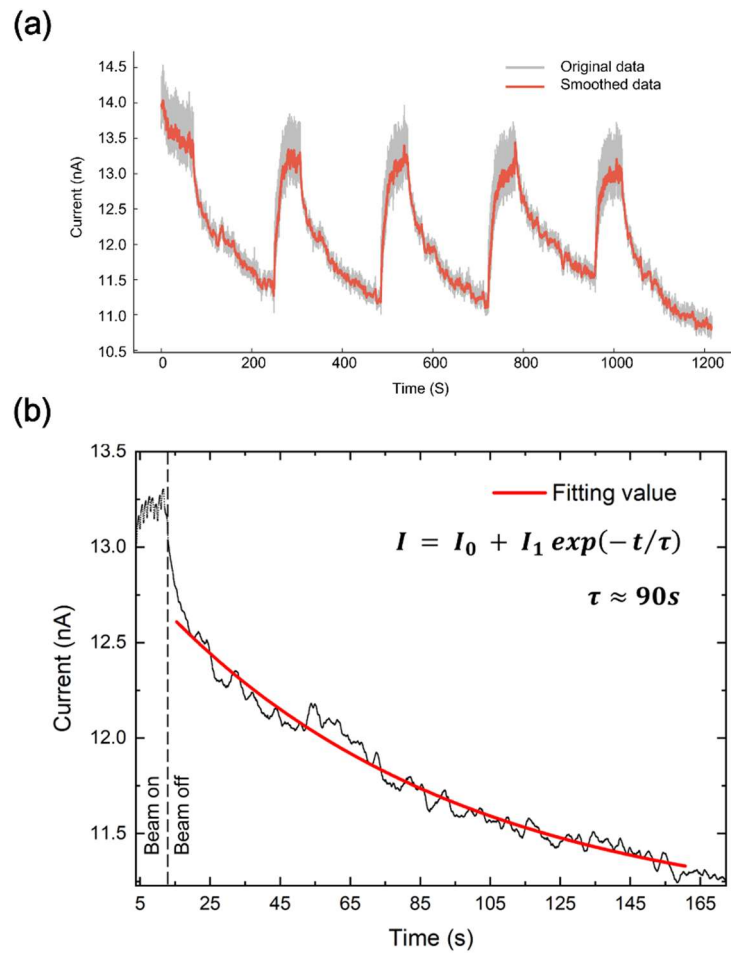 (a)
Original data
Smoothed data
14.5
14.0
13.5
13.0
12.5
12.0
11.5
11.0
10.5
Current (nA)
0 200 400 600 800 1000 1200
Time (S)
(b)
13.5
13.0
12.5
12.0
11.5
Current (nA)
Fitting value
I = I₀ + I₁ exp(−t/τ)
τ ≈ 90s
Beam on
Beam off
5 25 45 65 85 105 125 145 165
Time (s)